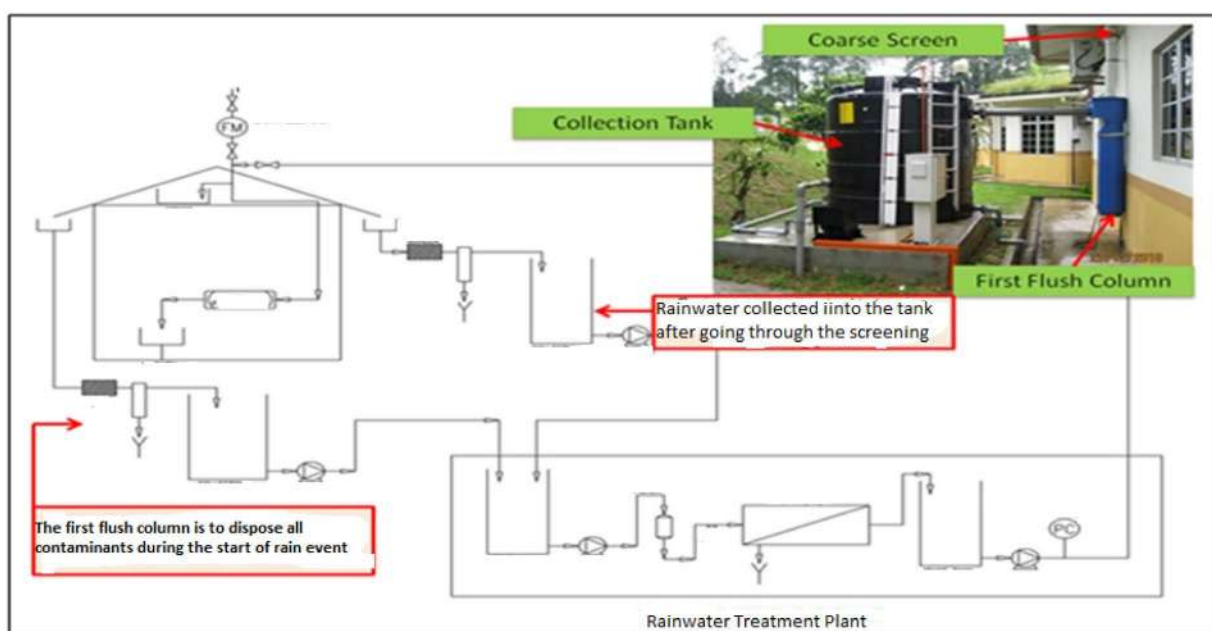 Coarse Screen
Collection Tank
FM
First Flush Column
Rainwater collected iinto the tank
after going through the screening
The first flush column is to dispose all
contaminants during the start of rain event
PC
Rainwater Treatment Plant